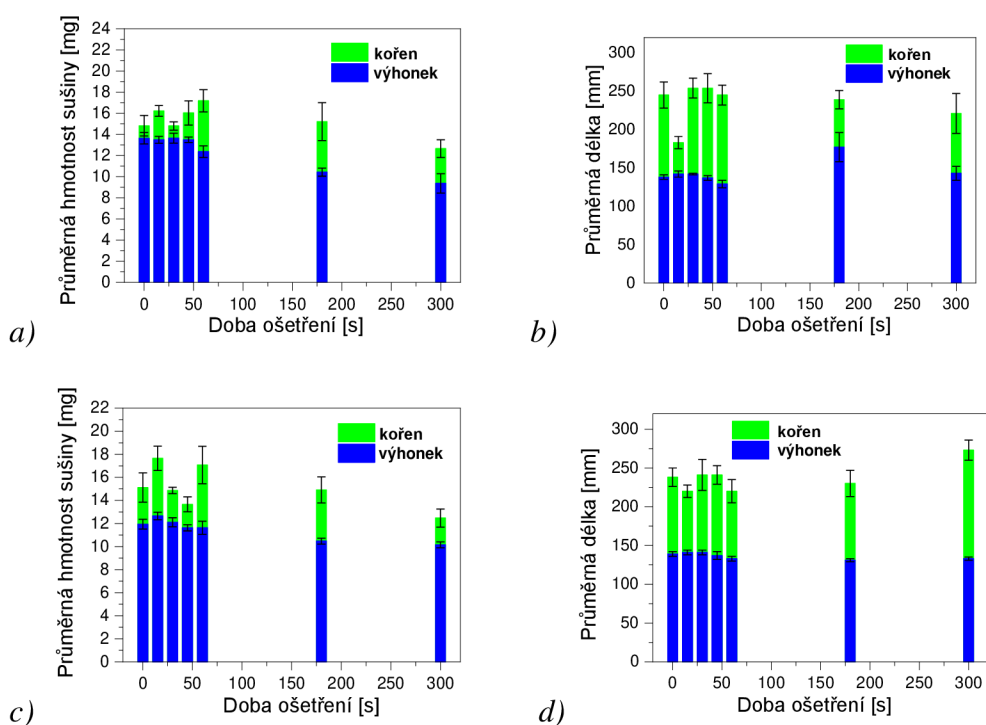 24
22
20
18
16
14
12
10
8
6
4
2
0
Průměrná hmotnost sušiny [mg]
kořen
výhonek
0 50 100 150 200 250 300
Doba ošetření [s]
a)
300
250
200
150
100
50
0
Průměrná délka [mm]
kořen
výhonek
0 50 100 150 200 250 300
Doba ošetření [s]
b)
22
20
18
16
14
12
10
8
6
4
2
0
Průměrná hmotnost sušiny [mg]
kořen
výhonek
0 50 100 150 200 250 300
Doba ošetření [s]
c)
300
250
200
150
100
50
0
Průměrná délka [mm]
kořen
výhonek
0 50 100 150 200 250 300
Doba ošetření [s]
d)